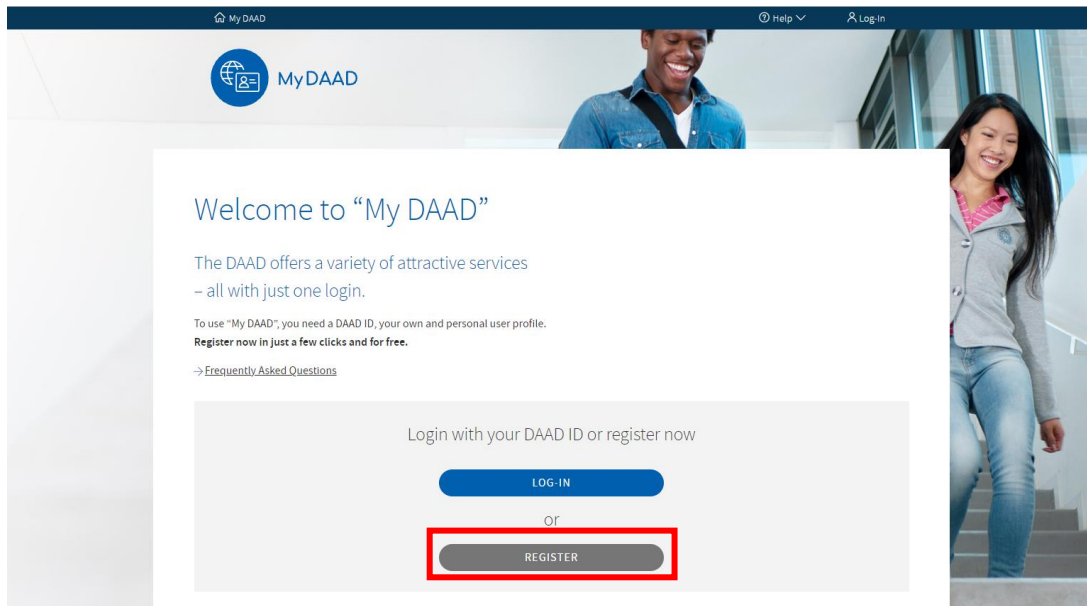 My DAAD
Help
Log-In
My DAAD
Welcome to “My DAAD”
The DAAD offers a variety of attractive services
– all with just one login.
To use “My DAAD”, you need a DAAD ID, your own and personal user profile.
Register now in just a few clicks and for free.
Frequently Asked Questions
Login with your DAAD ID or register now
LOG-IN
or
REGISTER